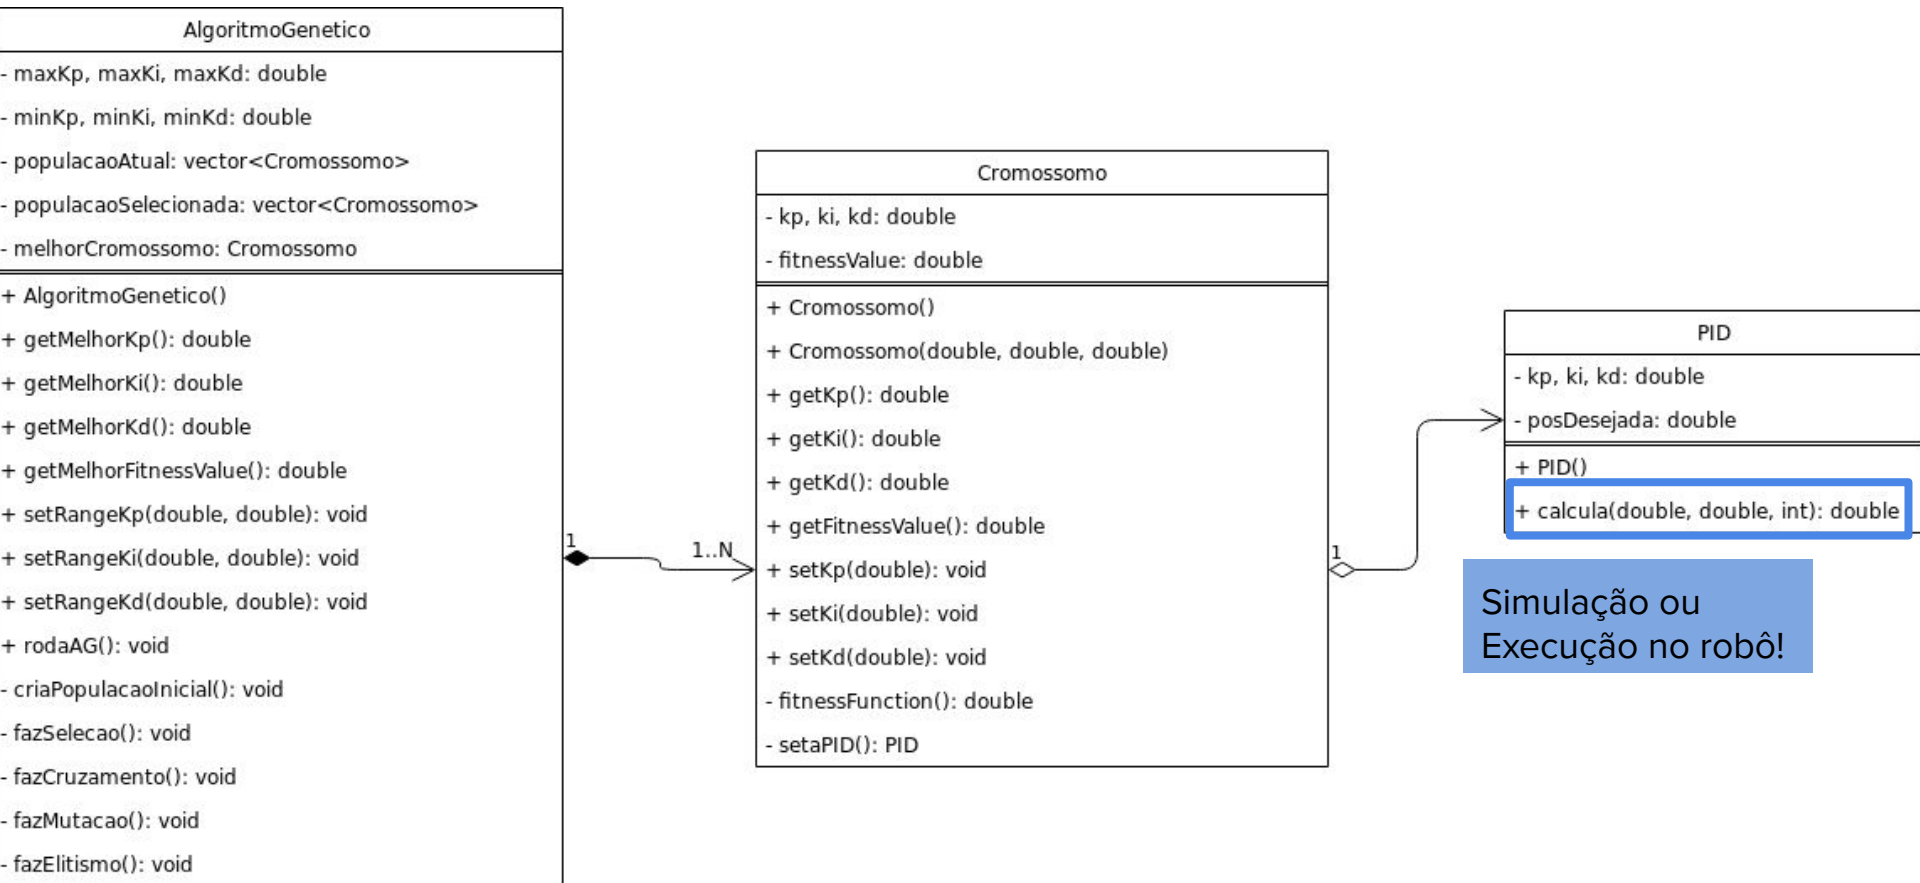 AlgoritmoGenetico
- maxKp, maxKi, maxKd: double
- minKp, minKi, minKd: double
- populacaoAtual: vector<Cromossomo>
- populacaoSelecionada: vector<Cromossomo>
- melhorCromossomo: Cromossomo
+ AlgoritmoGenetico()
+ getMelhorKp(): double
+ getMelhorKi(): double
+ getMelhorKd(): double
+ getMelhorFitnessValue(): double
+ setRangeKp(double, double): void
+ setRangeKi(double, double): void
+ setRangeKd(double, double): void
+ rodaAG(): void
- criaPopulacaoInicial(): void
- fazSelecao(): void
- fazCruzamento(): void
- fazMutacao(): void
- fazElitismo(): void
1
1..N
Cromossomo
- kp, ki, kd: double
- fitnessValue: double
+ Cromossomo()
+ Cromossomo(double, double, double)
+ getKp(): double
+ getKi(): double
+ getKd(): double
+ getFitnessValue(): double
+ setKp(double): void
+ setKi(double): void
+ setKd(double): void
- fitnessFunction(): double
- setaPID(): PID
1
PID
- kp, ki, kd: double
- posDesejada: double
+ PID()
+ calcula(double, double, int): double
Simulação ou
Execução no robô!